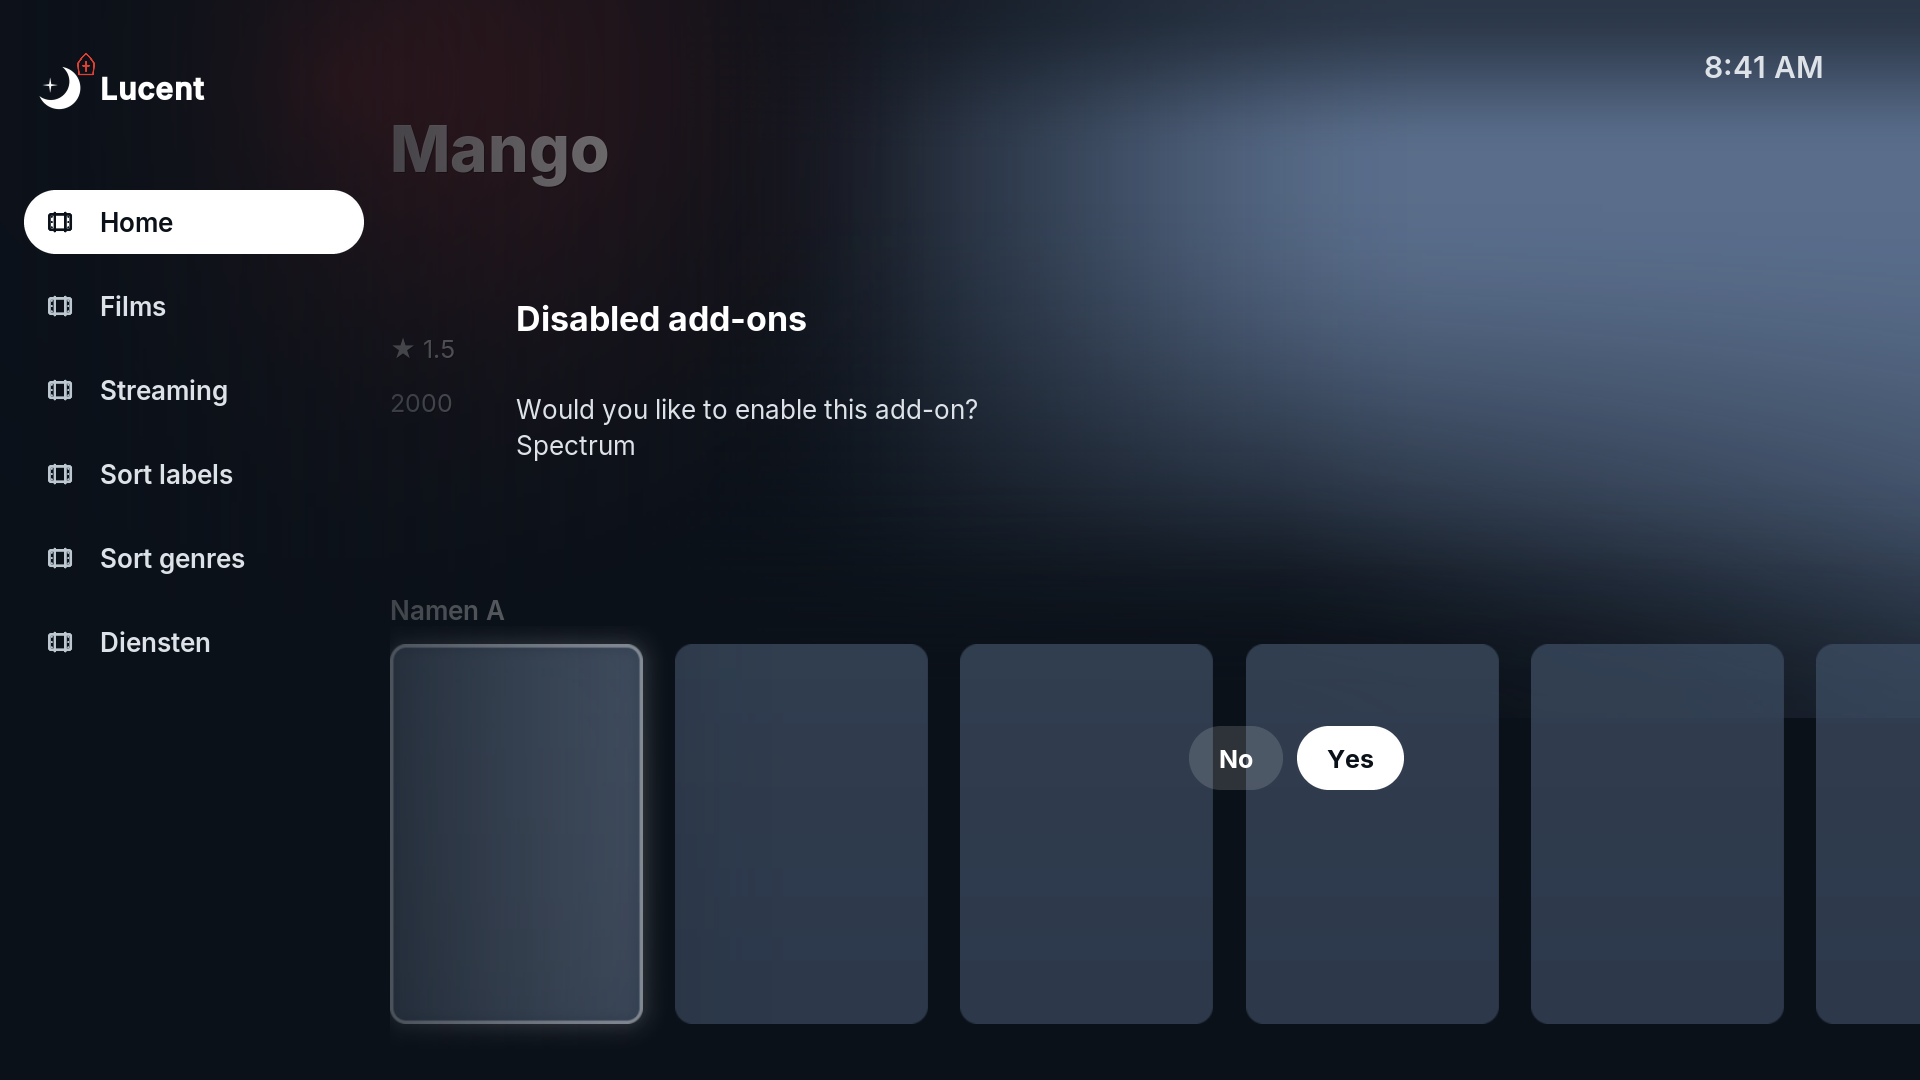 Lucent
8:41 AM
Mango
Home
Films
Streaming
Sort labels
Sort genres
Diensten
★ 1.5
2000
Disabled add-ons
Would you like to enable this add-on?
Spectrum
Namen A
No
Yes